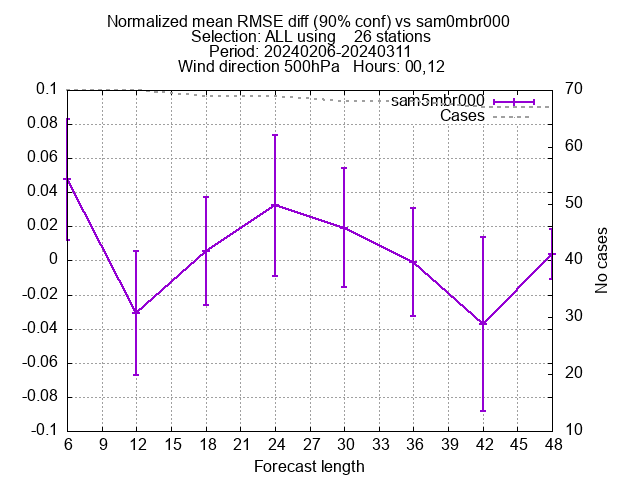 Normalized mean RMSE diff (90% conf) vs sam0mbr000
Selection: ALL using    26 stations
Period: 20240206-20240311
Wind direction 500hPa   Hours: 00,12
sam5mbr000
Cases
0.1
0.08
0.06
0.04
0.02
0
-0.02
-0.04
-0.06
-0.08
-0.1
70
60
50
40
30
20
10
No cases
6 12 15 18 21 24 27 30 33 36 39 42 45 48
9
Forecast length